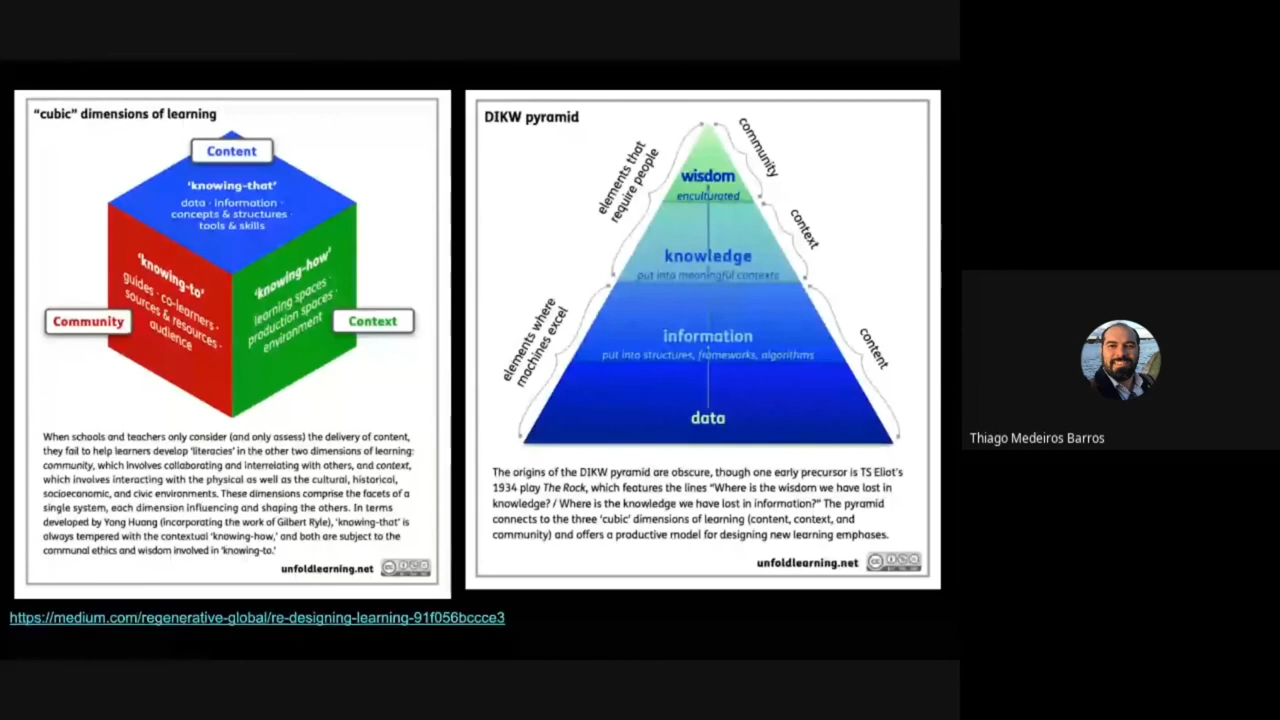 “cubic” dimensions of learning
Content
‘knowing-that’
data · information ·
concepts & structures ·
tools & skills
‘knowing-to’
guides · co-learners ·
sources & resources ·
audience
‘knowing-how’
learning spaces ·
production spaces ·
environment
Community
Context
When schools and teachers only consider (and only assess) the delivery of content,
they fail to help learners develop ‘literacies’ in the other two dimensions of learning:
community, which involves collaborating and interrelating with others, and context,
which involves interacting with the physical as well as the cultural, historical,
socioeconomic, and civic environments. These dimensions comprise the facets of a
single system, each dimension influencing and shaping the others. In terms
developed by Yong Huang (incorporating the work of Gilbert Ryle), ‘knowing-that’ is
always tempered with the contextual ‘knowing-how,’ and both are subject to the
communal ethics and wisdom involved in ‘knowing-to.’
unfoldlearning.net
https://medium.com/regenerative-global/re-designing-learning-91f056bccce3
DIKW pyramid
elements that
require people
community
wisdom
enculturated
context
knowledge
put into meaningful contexts
elements where
machines excel
information
put into structures, frameworks, algorithms
content
data
The origins of the DIKW pyramid are obscure, though one early precursor is TS Eliot’s
1934 play The Rock, which features the lines “Where is the wisdom we have lost in
knowledge? / Where is the knowledge we have lost in information?” The pyramid
connects to the three ‘cubic’ dimensions of learning (content, context, and
community) and offers a productive model for designing new learning emphases.
unfoldlearning.net
Thiago Medeiros Barros